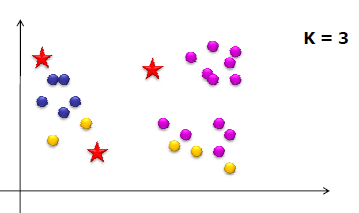 K = 3